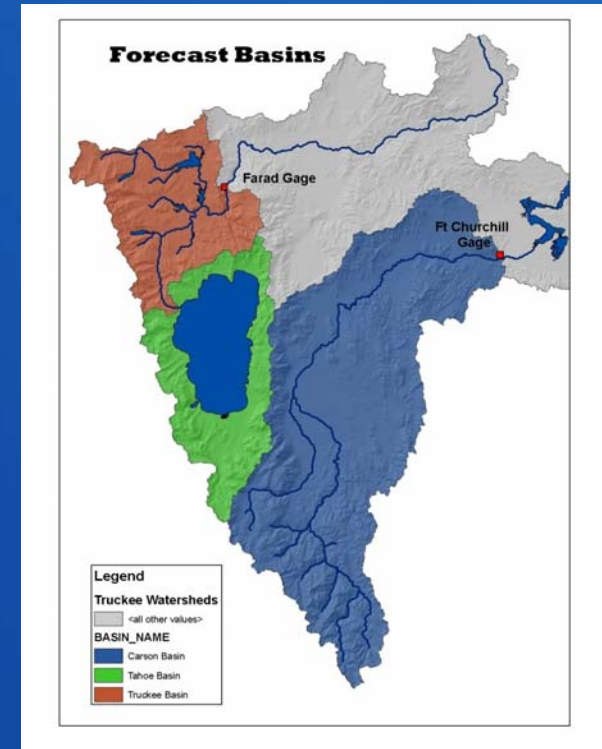 Forecast Basins
Farad Gage
Ft Churchill
Gage
Legend
Truckee Watersheds
<all other values>
BASIN_NAME
Carson Basin
Tahoe Basin
Truckee Basin